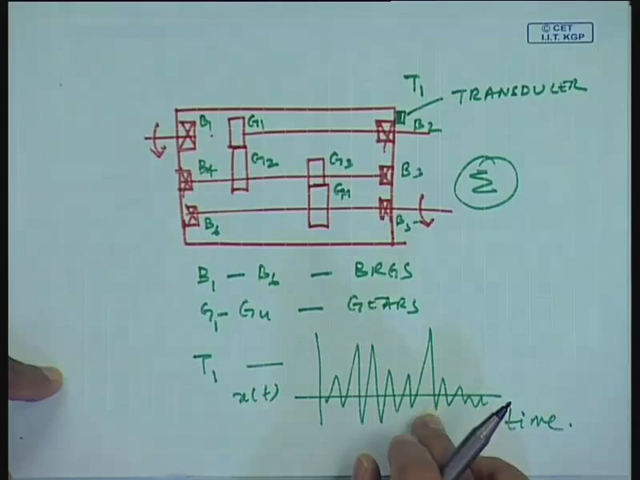 © CET
I.I.T. KGP
T1
TRANSDUCER
B1
G1
B2
B4
G2
G3
B3
Σ
G4
B6
B5
B1 — B6 — BRGS
G1 - G4 — GEARS
T1 —
x(t)
time.